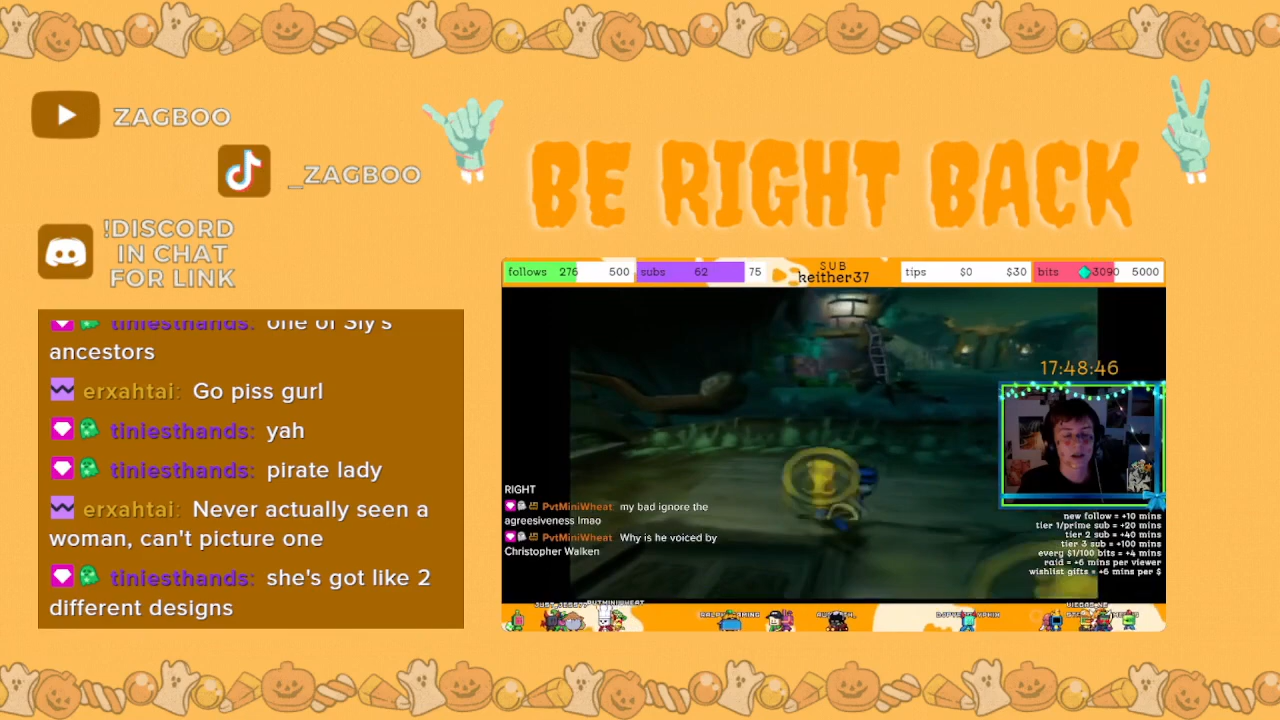 ZAGBOO
_ZAGBOO
!DISCORD
IN CHAT
FOR LINK
BE RIGHT BACK
tiniesthands: one of Sly's
ancestors
erxahtai: Go piss gurl
tiniesthands: yah
tiniesthands: pirate lady
erxahtai: Never actually seen a
woman, can't picture one
tiniesthands: she's got like 2
different designs
follows 276 500
subs 62 75
SUB
keither37
tips $0 $30
bits 3090 5000
17:48:46
RIGHT
PvtMiniWheat my bad ignore the
agreesiveness lmao
PvtMiniWheat Why is he voiced by
Christopher Walken
new follow = +10 mins
tier 1/prime sub = +20 mins
tier 2 sub = +40 mins
tier 3 sub = +100 mins
everg $1/100 bits = +4 mins
raid = +6 mins per viewer
wishlist gifts = +6 mins per $